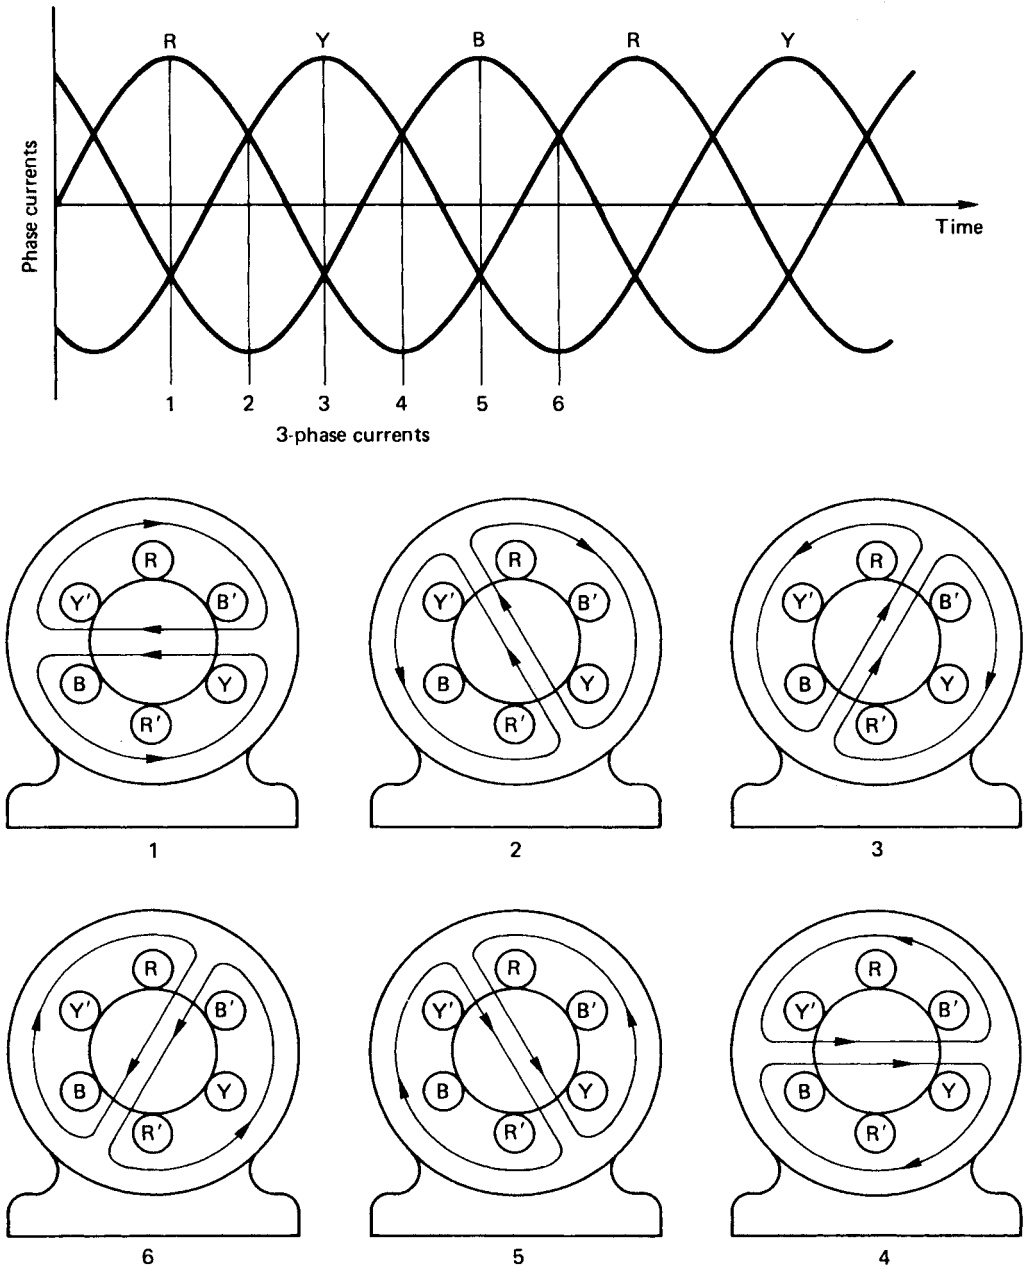 R Y B R Y
Phase currents
Time
1 2 3 4 5 6
3-phase currents
R
Y′ B′
B Y
R′
1
R
Y′ B′
B Y
R′
2
R
Y′ B′
B Y
R′
3
R
Y′ B′
B Y
R′
6
R
Y′ B′
B Y
R′
5
R
Y′ B′
B Y
R′
4